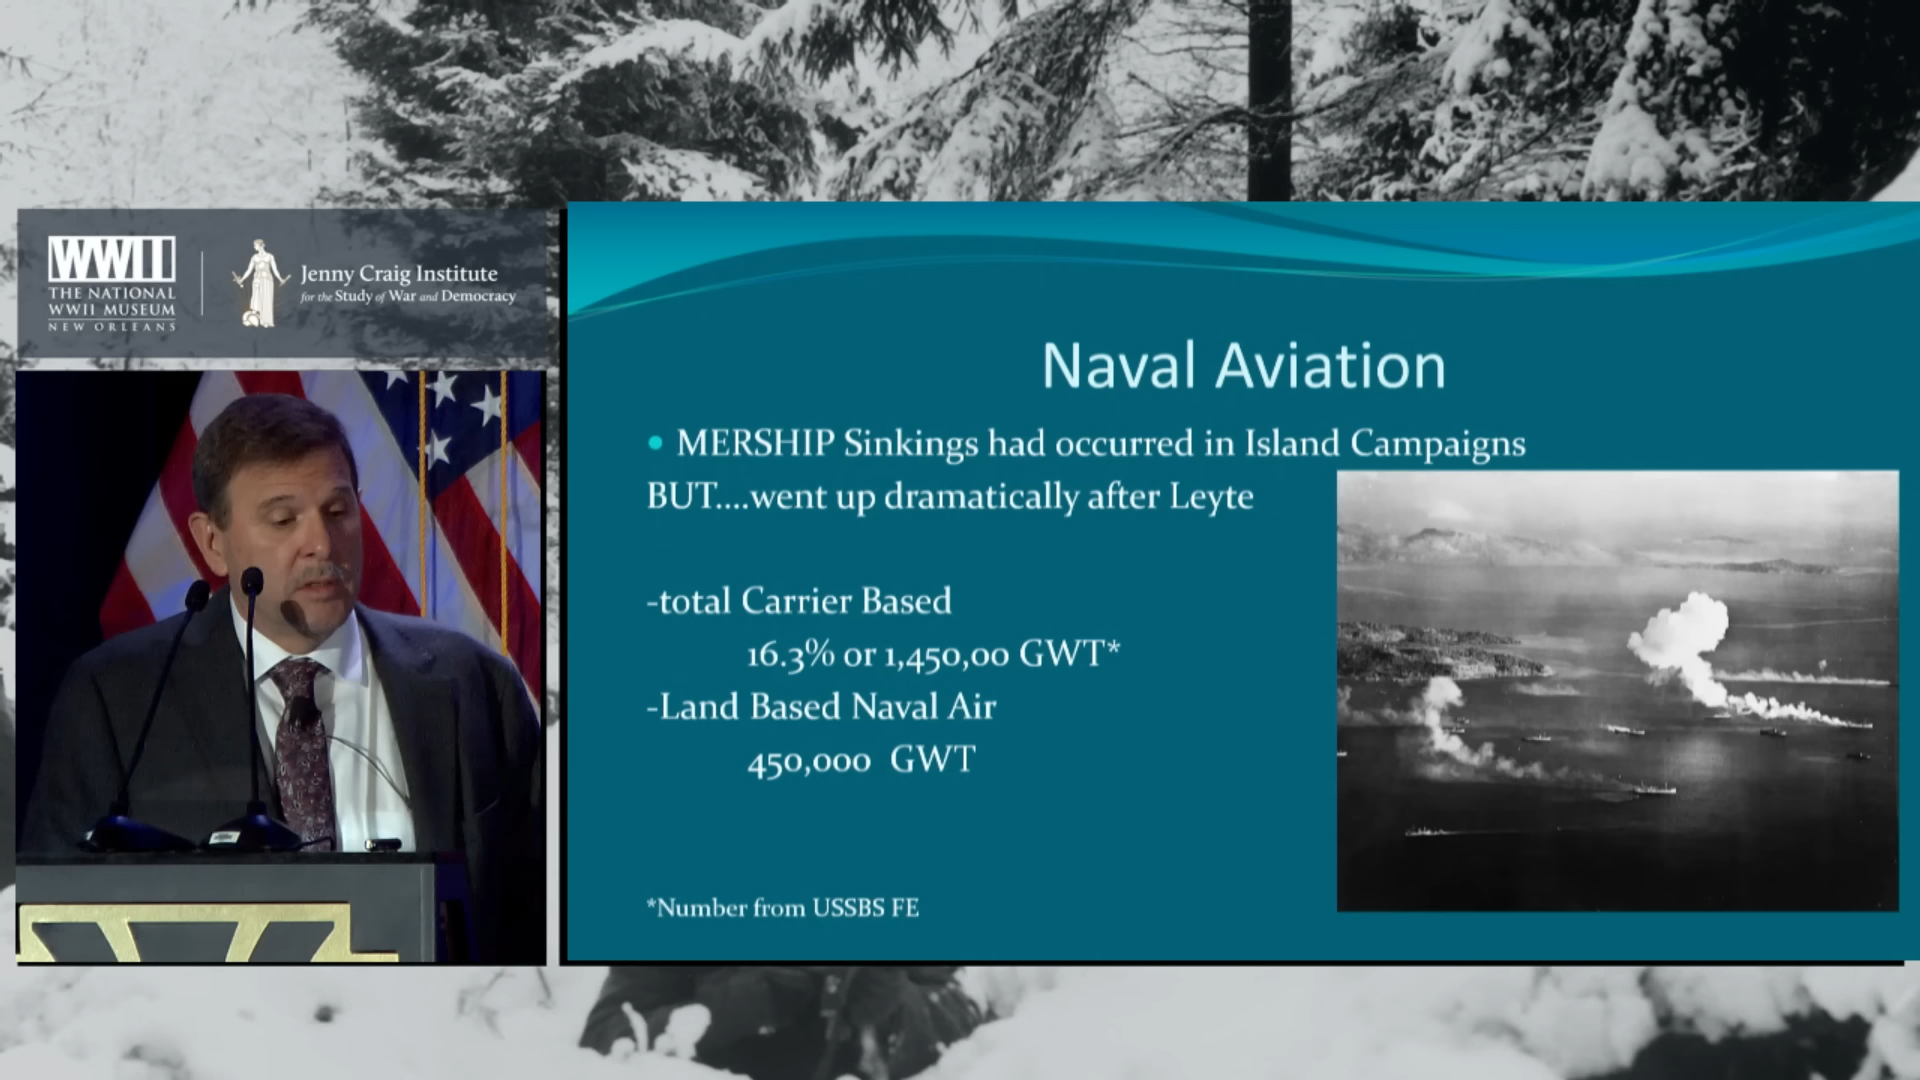 WWII
THE NATIONAL
WWII MUSEUM
NEW ORLEANS
Jenny Craig Institute
for the Study of War and Democracy
Naval Aviation
• MERSHIP Sinkings had occurred in Island Campaigns
BUT....went up dramatically after Leyte
-total Carrier Based
16.3% or 1,450,00 GWT*
-Land Based Naval Air
450,000 GWT
*Number from USSBS FE